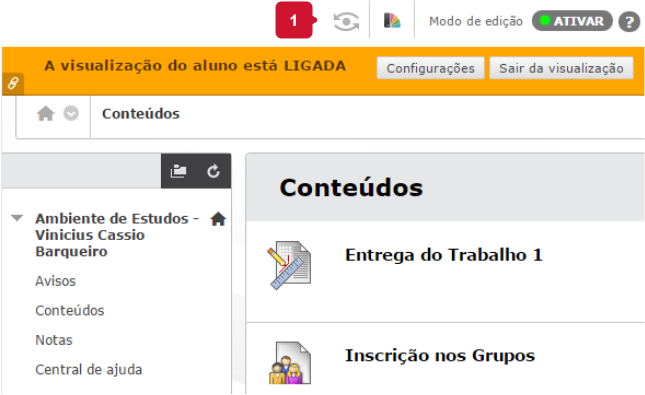 1
Modo de edição ATIVAR ?
A visualização do aluno está LIGADA Configurações Sair da visualização
Conteúdos
Ambiente de Estudos -
Vinicius Cassio
Barqueiro
Avisos
Conteúdos
Notas
Central de ajuda
Conteúdos
Entrega do Trabalho 1
Inscrição nos Grupos